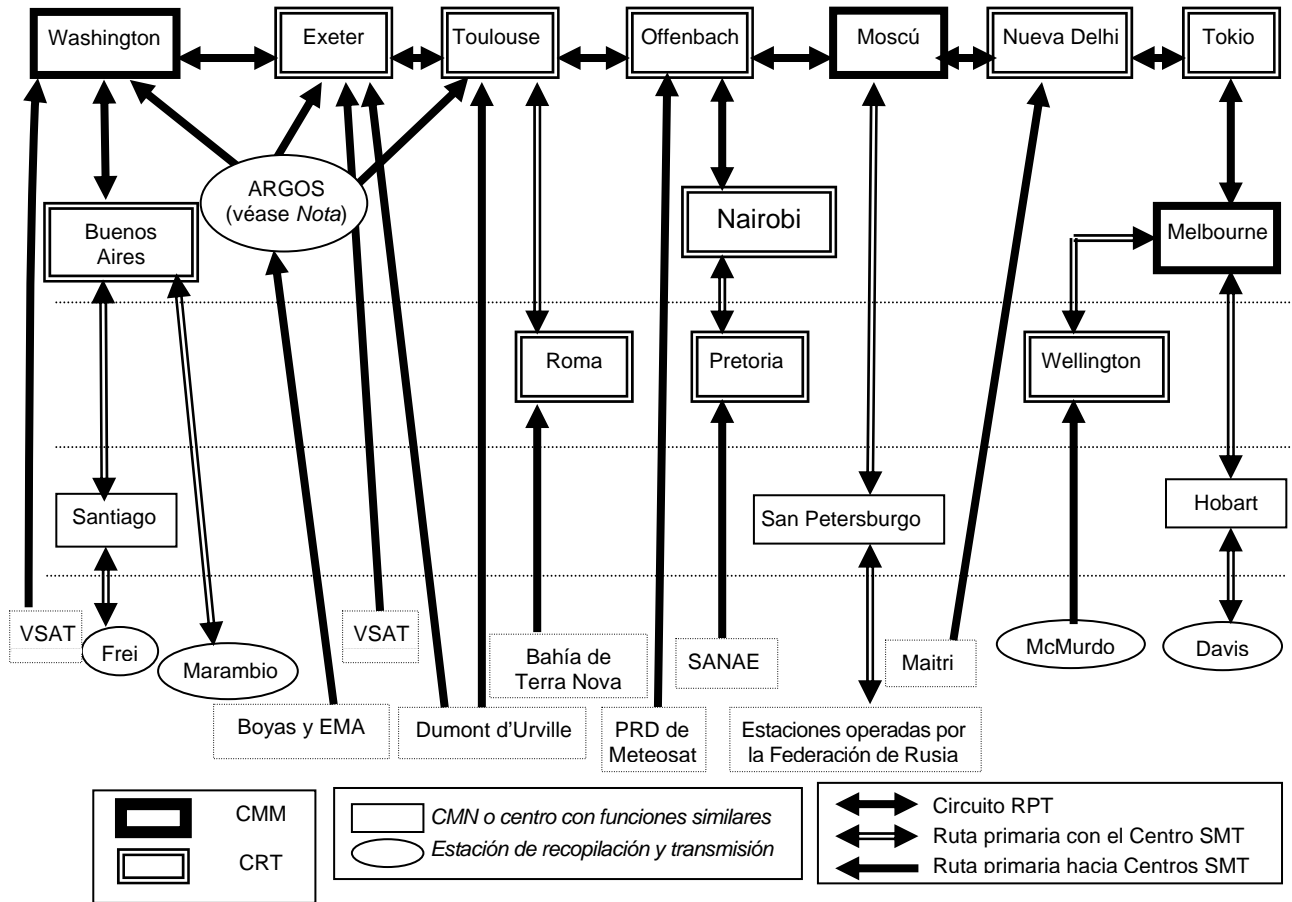 Washington
Exeter
Toulouse
Offenbach
Moscú
Nueva Delhi
Tokio
ARGOS
(véase Nota)
Buenos
Aires
Nairobi
Melbourne
Roma
Pretoria
Wellington
Santiago
San Petersburgo
Hobart
VSAT
Frei
Marambio
VSAT
Bahía de
Terra Nova
SANAE
Maitri
McMurdo
Davis
Boyas y EMA
Dumont d’Urville
PRD de
Meteosat
Estaciones operadas por
la Federación de Rusia
CMM
CRT
CMN o centro con funciones similares
Estación de recopilación y transmisión
Circuito RPT
Ruta primaria con el Centro SMT
Ruta primaria hacia Centros SMT